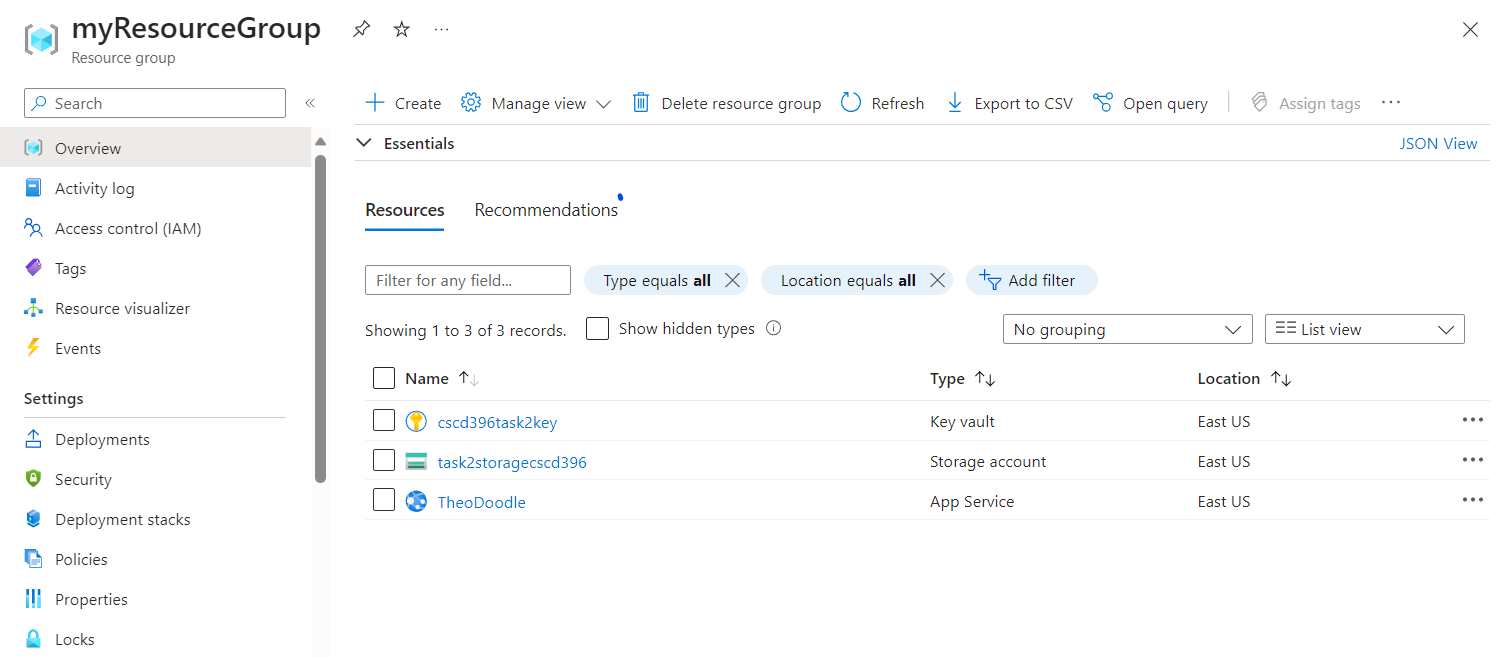 myResourceGroup
Resource group
Search
Overview
Activity log
Access control (IAM)
Tags
Resource visualizer
Events
Settings
Deployments
Security
Deployment stacks
Policies
Properties
Locks
Create Manage view Delete resource group Refresh Export to CSV Open query Assign tags
Essentials JSON View
Resources Recommendations
Filter for any field... Type equals all Location equals all Add filter
Showing 1 to 3 of 3 records. Show hidden types No grouping List view
Name Type Location
cscd396task2key Key vault East US
task2storagecscd396 Storage account East US
TheoDoodle App Service East US